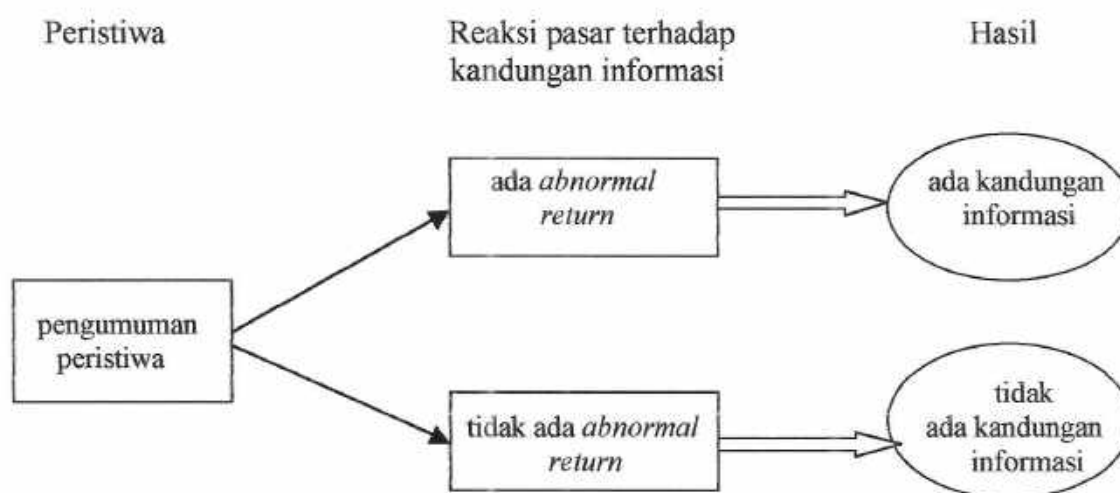 Peristiwa
Reaksi pasar terhadap
kandungan informasi
Hasil
ada abnormal
return
ada kandungan
informasi
pengumuman
peristiwa
tidak ada abnormal
return
tidak
ada kandungan
informasi